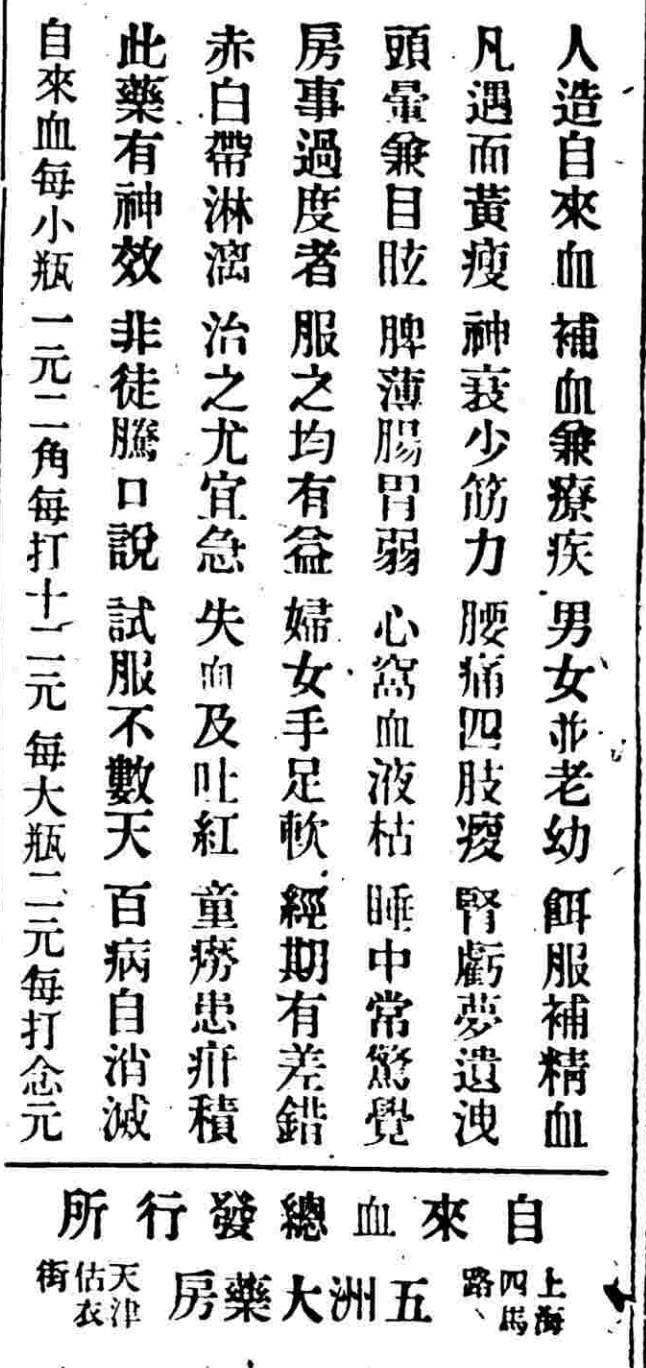 人造自來血 補血兼療疾 男女並老幼 餌服補精血
凡遇面黃瘦 神衰少筋力 腰痛四肢痠 腎虧夢遺洩
頭暈兼目眩 脾薄腸胃弱 心窩血液枯 睡中常驚覺
房事過度者 服之均有益 婦女手足軟 經期有差錯
赤白帶淋漓 治之尤宜急 失血及吐紅 童癆患疳積
此藥有神效 非徒騰口說 試服不數天 百病自消滅
自來血每小瓶一元二角每打十二元 每大瓶二元每打念元
自來血總發行所
上海四馬路 五洲大藥房 天津估衣街